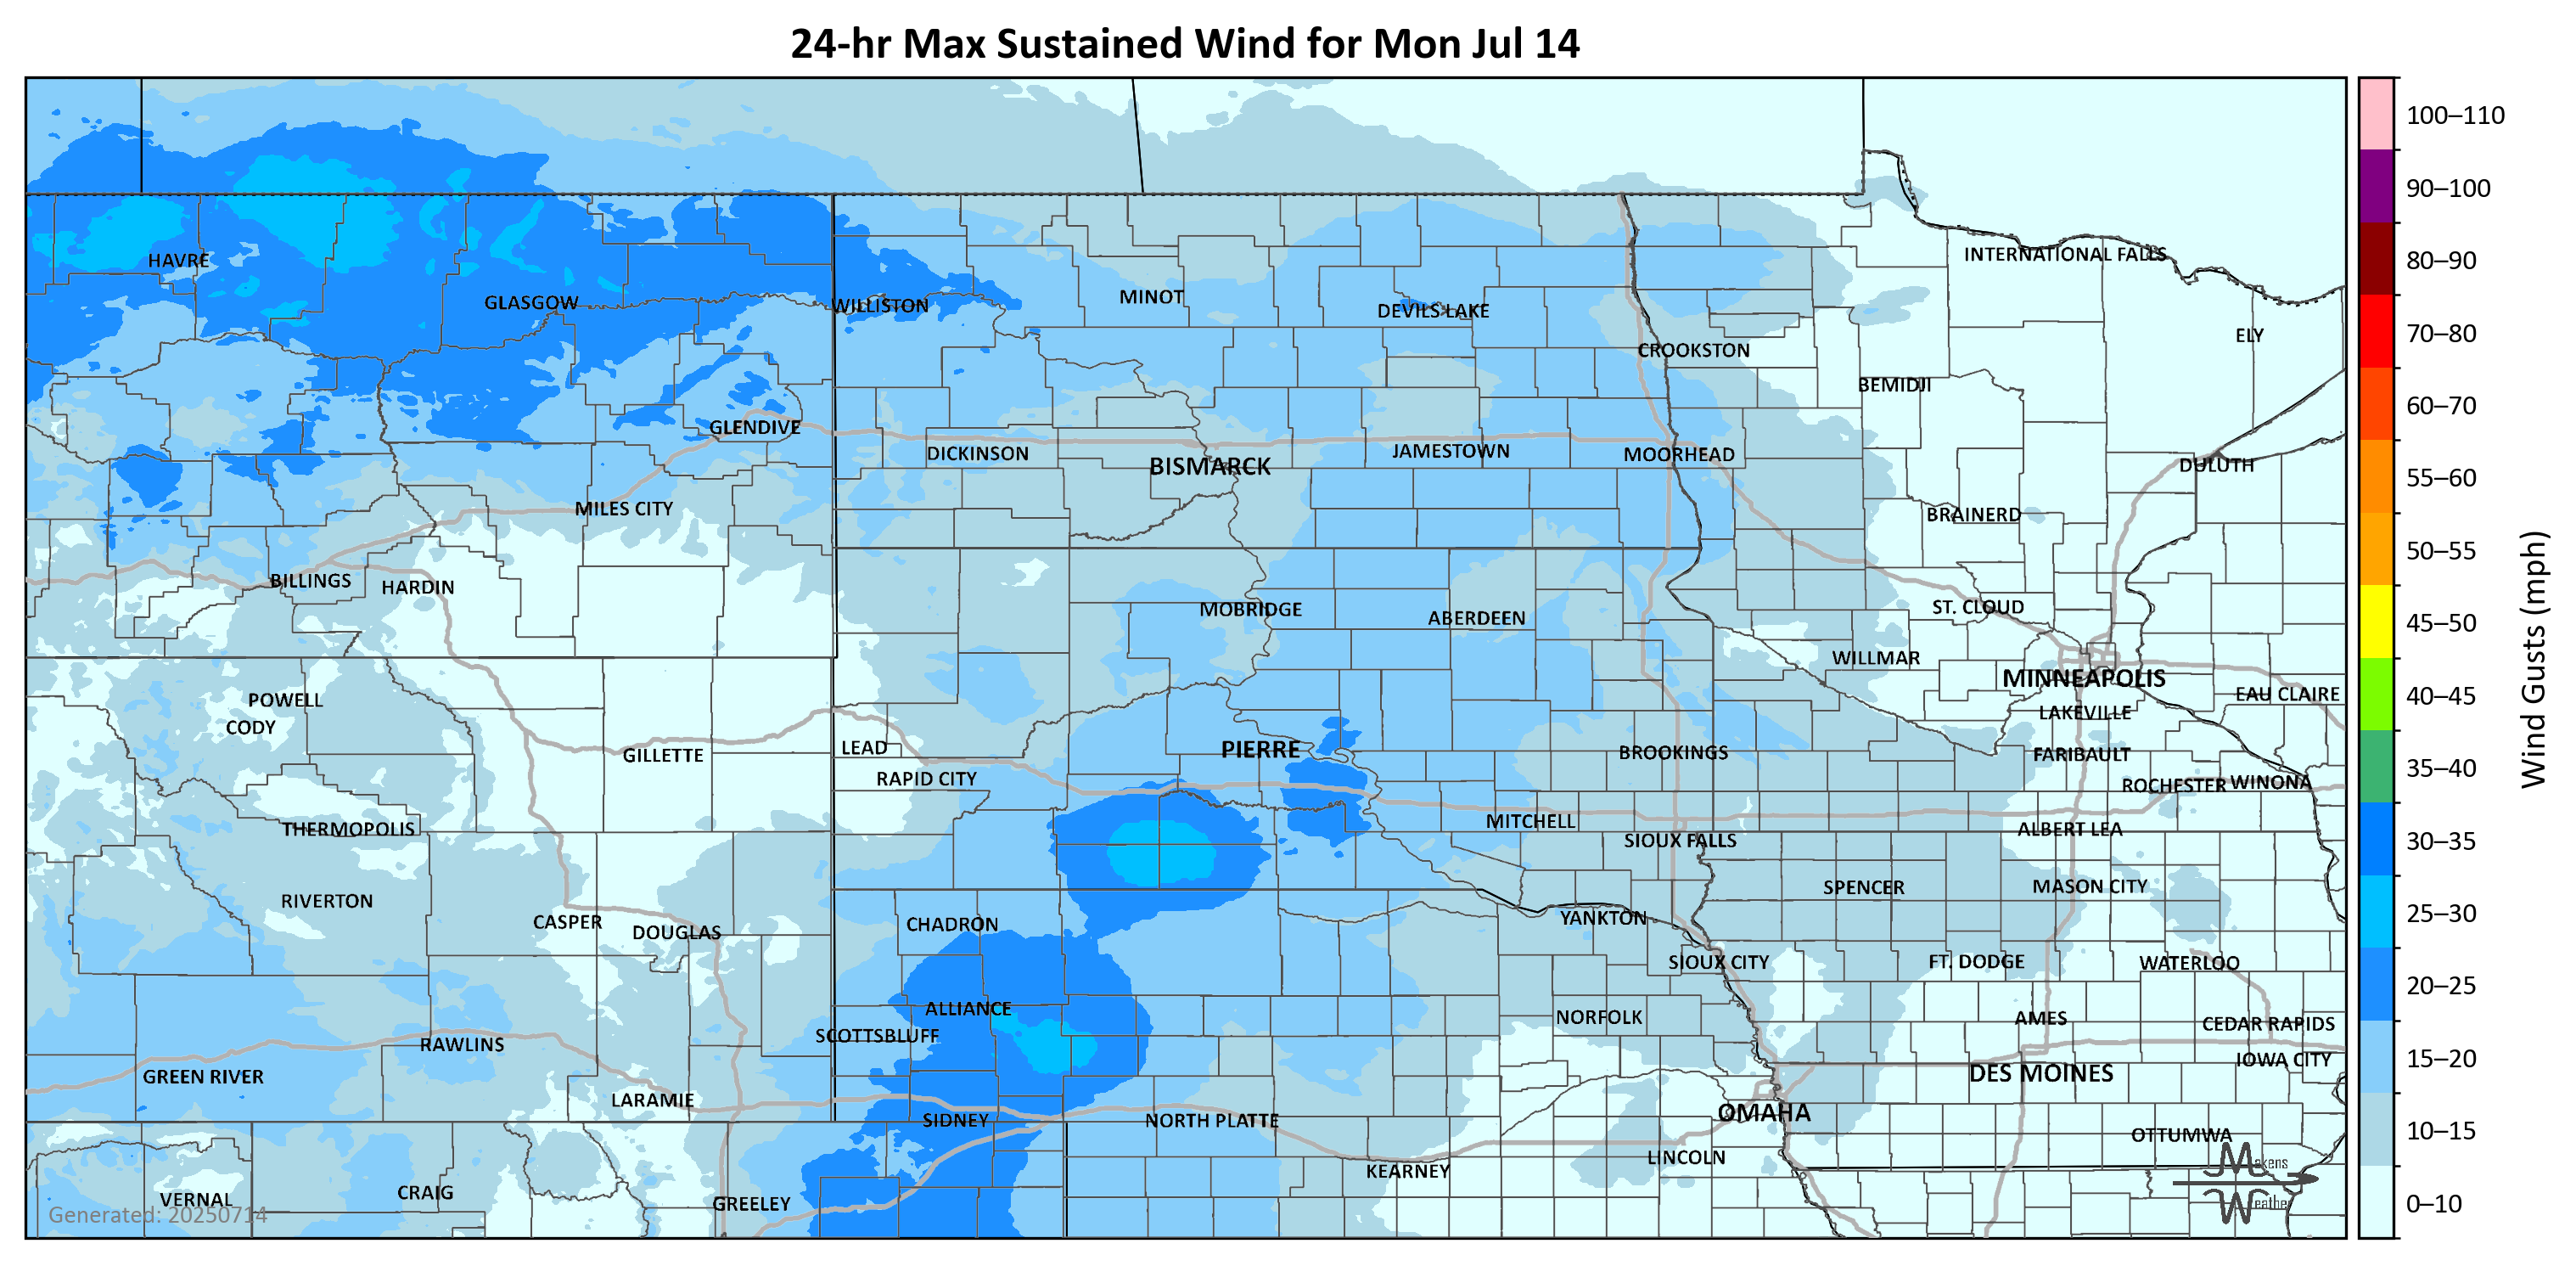 24-hr Max Sustained Wind for Mon Jul 14
100–110
90–100
80–90
70–80
60–70
55–60
50–55
45–50
40–45
35–40
30–35
25–30
20–25
15–20
10–15
0–10
Wind Gusts (mph)
HAVRE
INTERNATIONAL FALLS
GLASGOW
WILLISTON
MINOT
DEVILS LAKE
ELY
CROOKSTON
BEMIDJI
GLENDIVE
DICKINSON
BISMARCK
JAMESTOWN
MOORHEAD
DULUTH
MILES CITY
BRAINERD
BILLINGS
HARDIN
MOBRIDGE
ABERDEEN
ST. CLOUD
WILLMAR
MINNEAPOLIS
EAU CLAIRE
POWELL
CODY
LAKEVILLE
GILLETTE
LEAD
PIERRE
BROOKINGS
FARIBAULT
RAPID CITY
ROCHESTER
WINONA
THERMOPOLIS
MITCHELL
ALBERT LEA
SIOUX FALLS
SPENCER
MASON CITY
RIVERTON
CASPER
DOUGLAS
CHADRON
YANKTON
SIOUX CITY
FT. DODGE
WATERLOO
ALLIANCE
SCOTTSBLUFF
NORFOLK
AMES
CEDAR RAPIDS
RAWLINS
IOWA CITY
GREEN RIVER
DES MOINES
LARAMIE
SIDNEY
NORTH PLATTE
OMAHA
OTTUMWA
KEARNEY
LINCOLN
VERNAL
CRAIG
GREELEY
Generated: 20250714
Makens
Weather